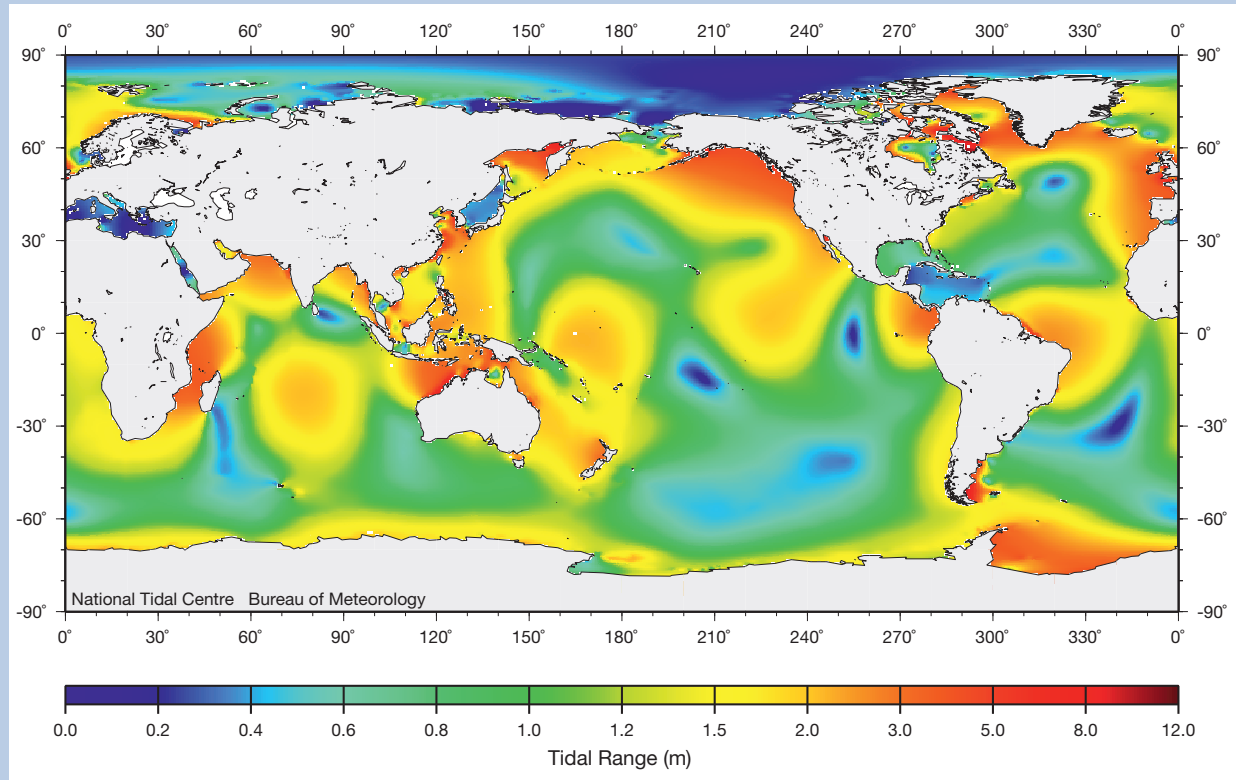 0° 30° 60° 90° 120° 150° 180° 210° 240° 270° 300° 330° 0°
90° 90°
60° 60°
30° 30°
0° 0°
-30° -30°
-60° -60°
National Tidal Centre Bureau of Meteorology
-90° -90°
0° 30° 60° 90° 120° 150° 180° 210° 240° 270° 300° 330° 0°
0.0 0.2 0.4 0.6 0.8 1.0 1.2 1.5 2.0 3.0 5.0 8.0 12.0
Tidal Range (m)